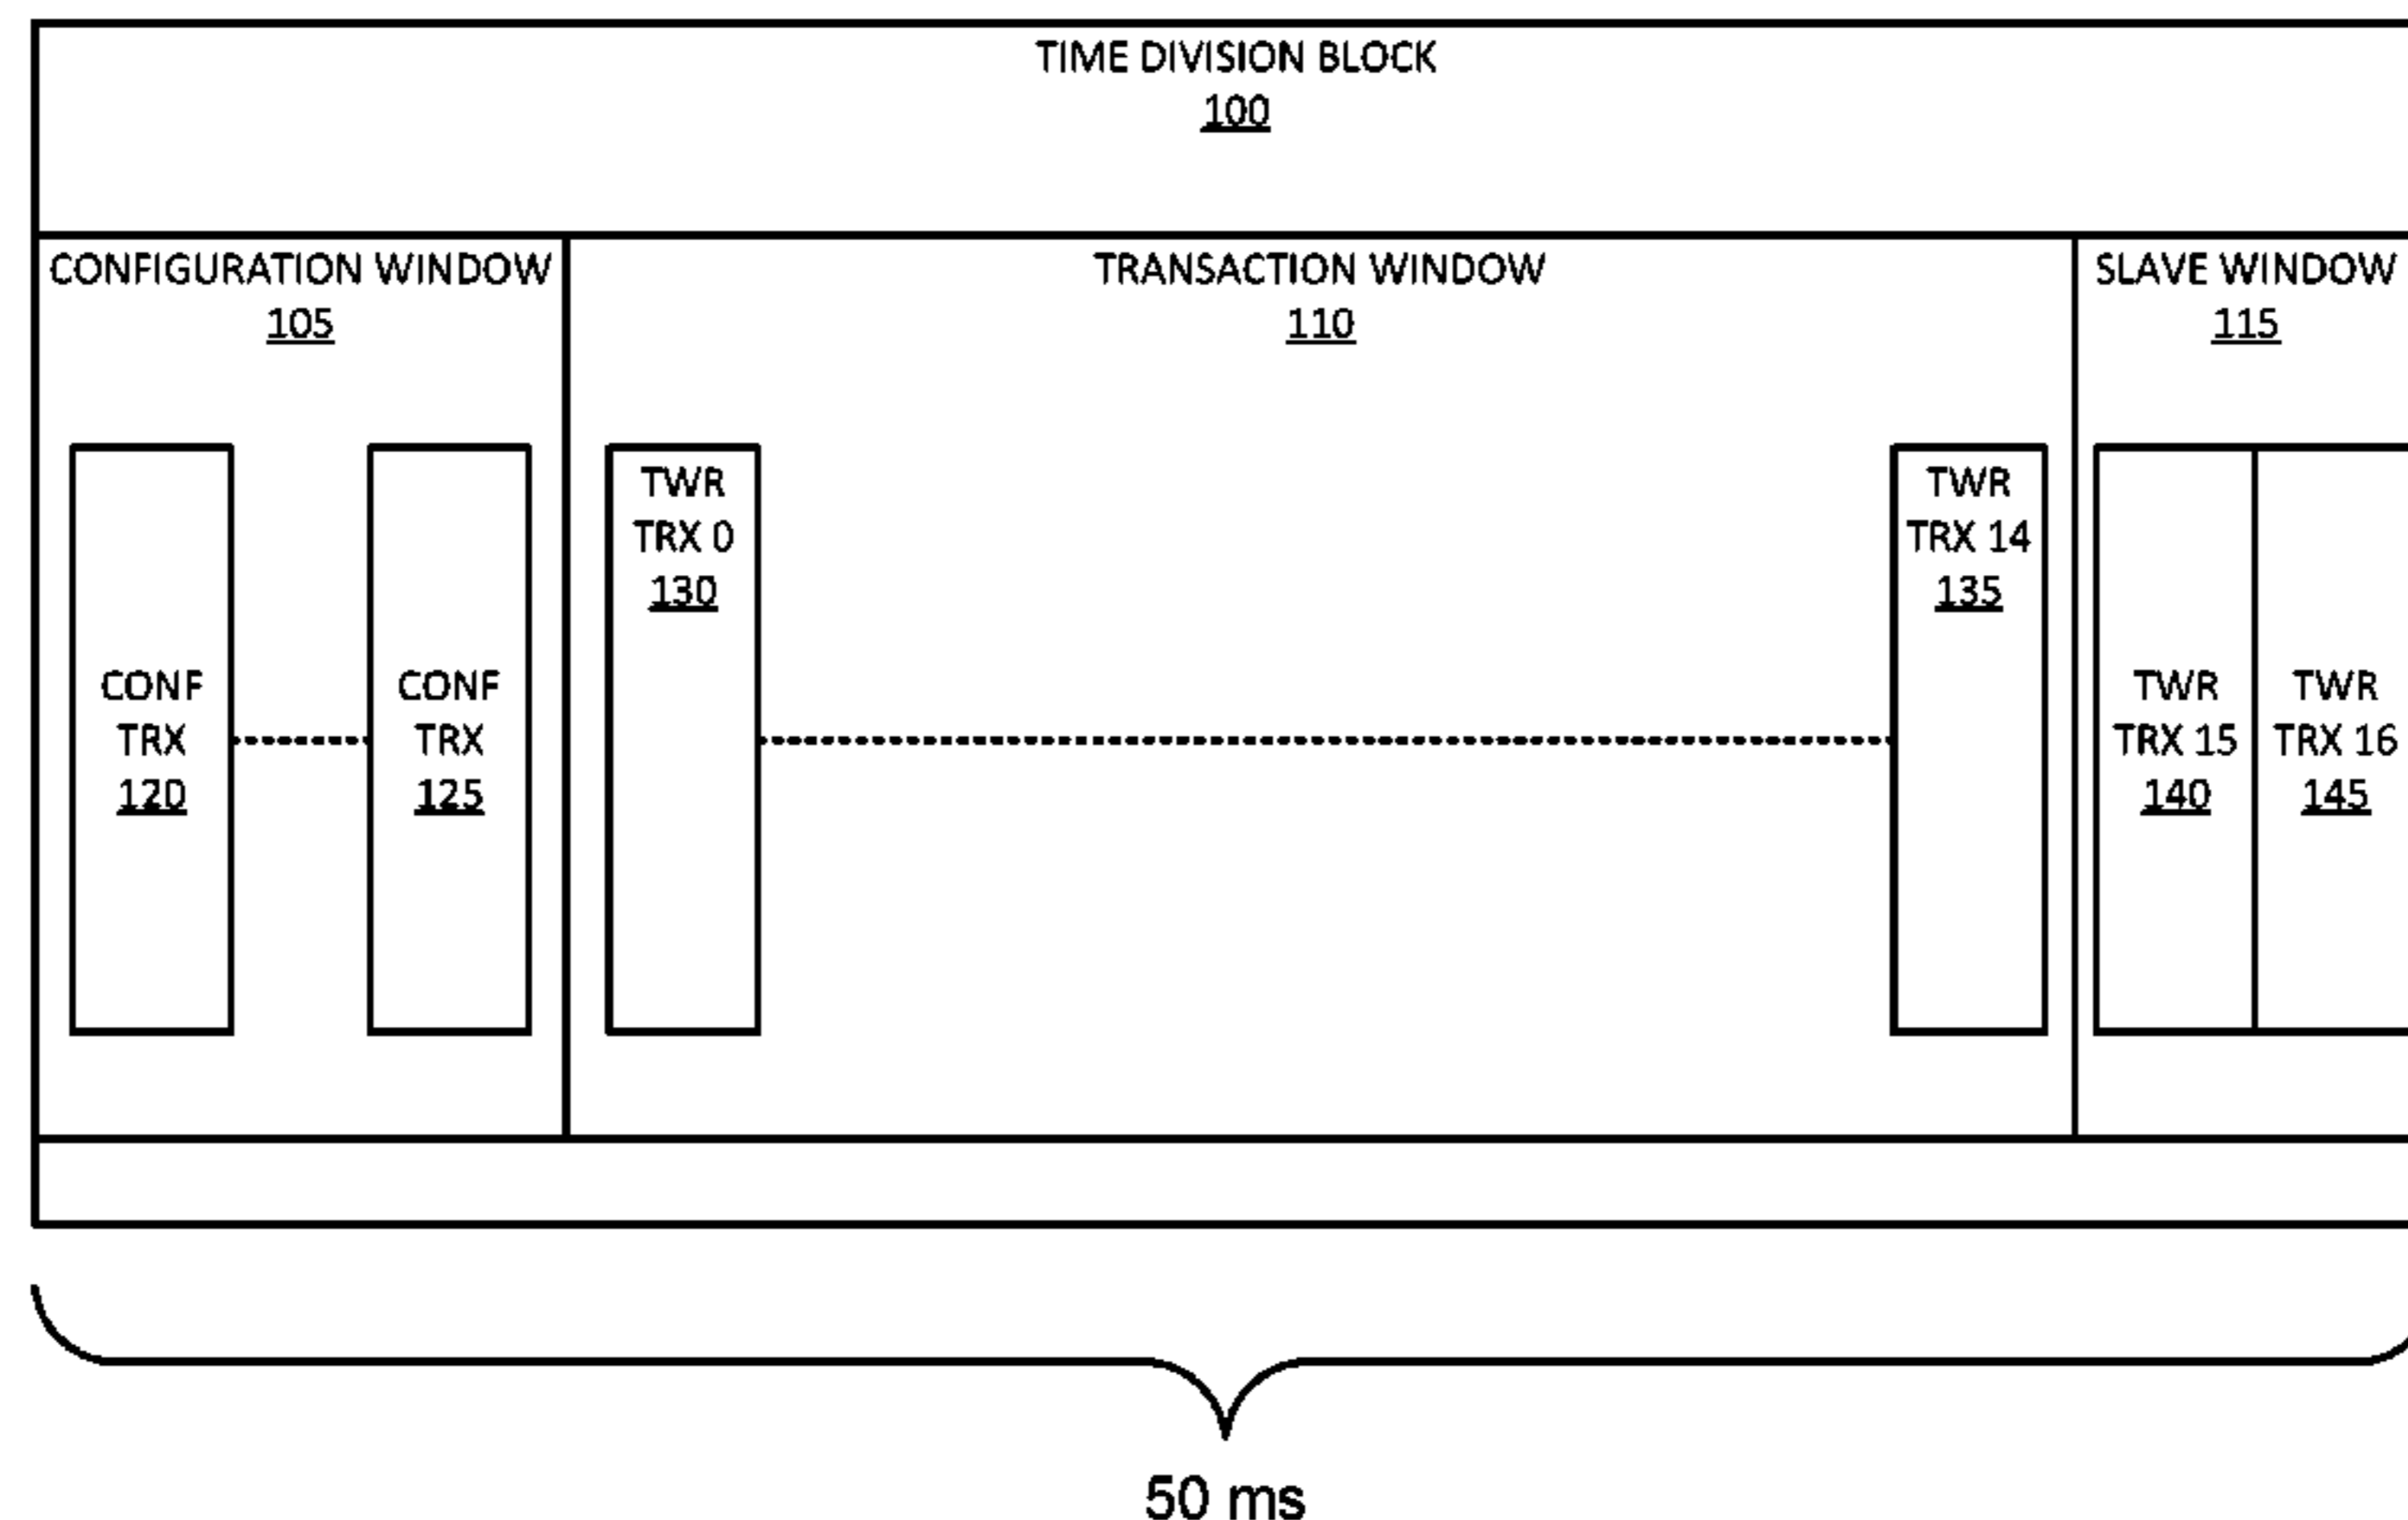 TIME DIVISION BLOCK
100
CONFIGURATION WINDOW
105
TRANSACTION WINDOW
110
SLAVE WINDOW
115
CONF
TRX
120
CONF
TRX
125
TWR
TRX 0
130
TWR
TRX 14
135
TWR
TRX 15
140
TWR
TRX 16
145
50 ms